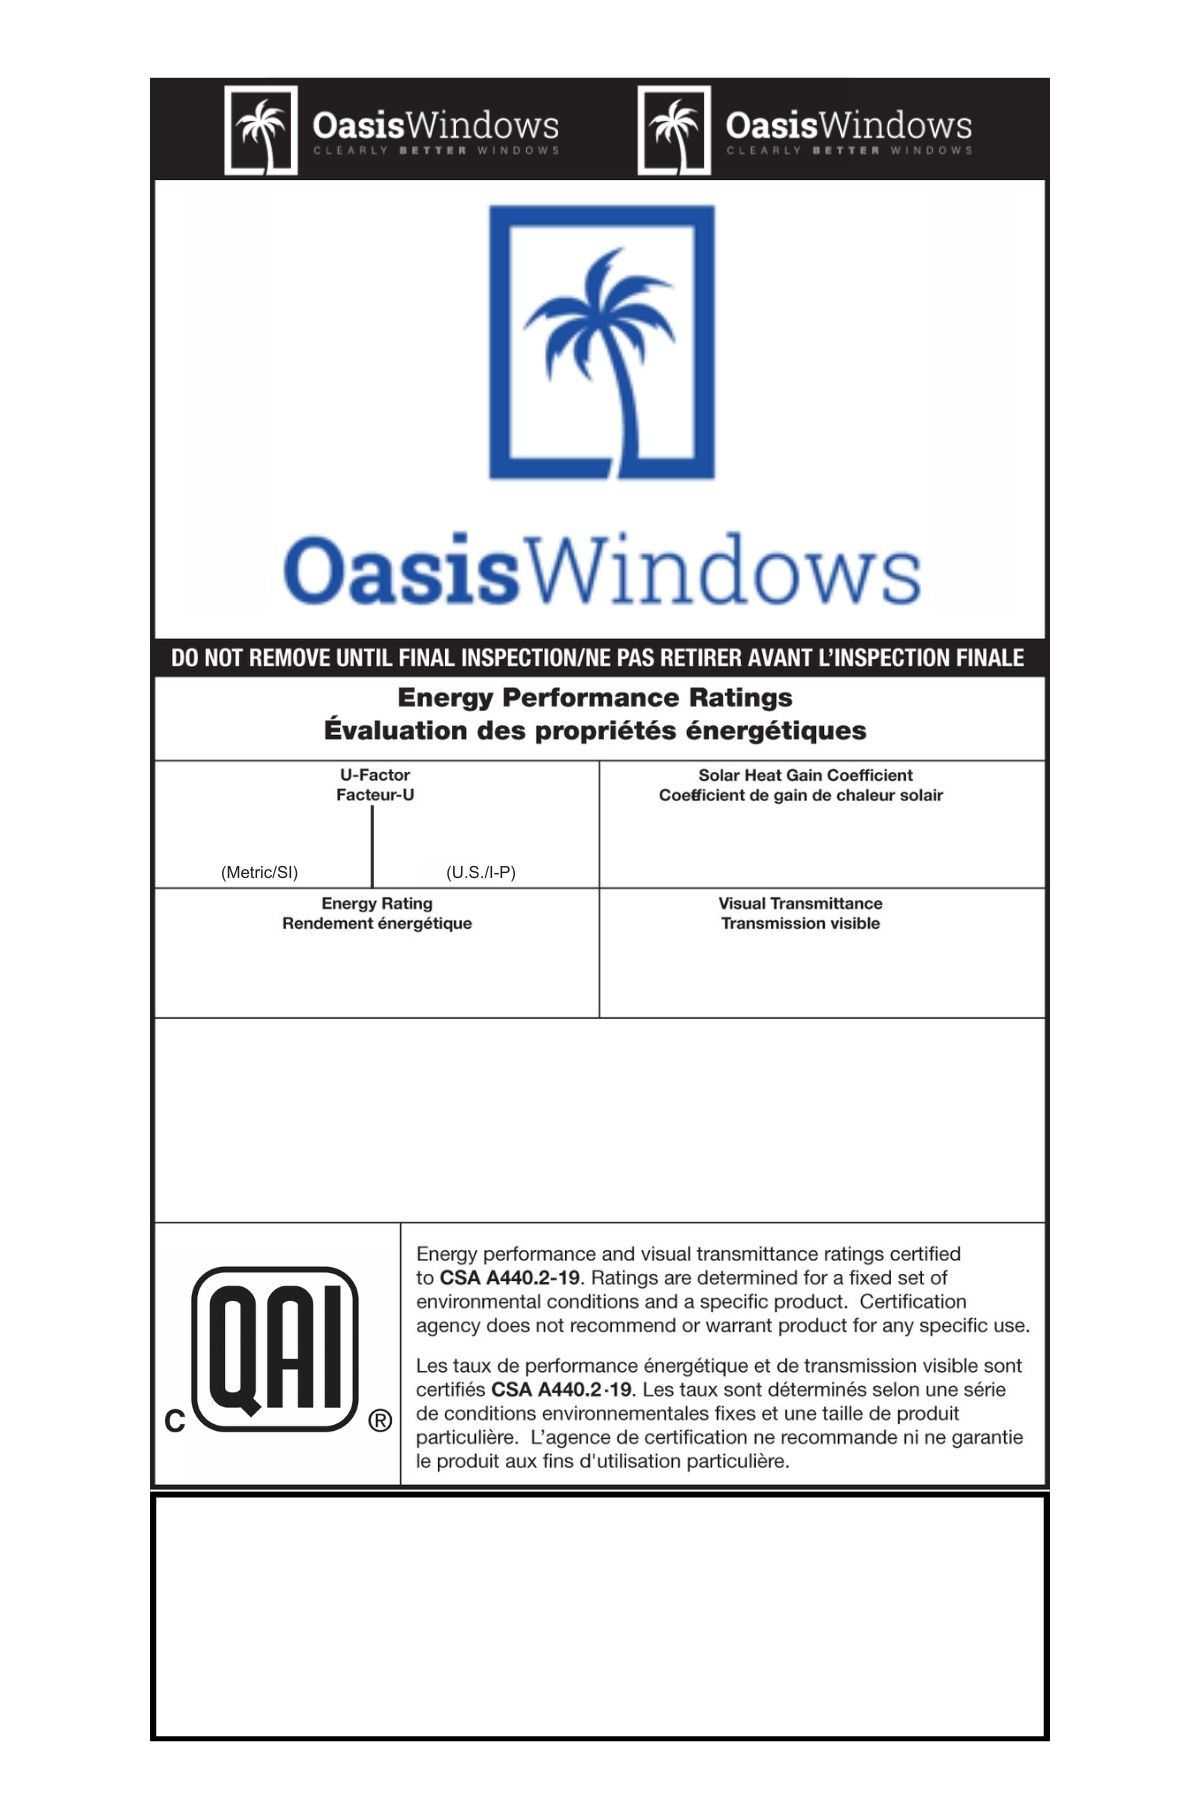 OasisWindows
CLEARLY BETTER WINDOWS
OasisWindows
CLEARLY BETTER WINDOWS
OasisWindows
DO NOT REMOVE UNTIL FINAL INSPECTION/NE PAS RETIRER AVANT L'INSPECTION FINALE
Energy Performance Ratings
Évaluation des propriétés énergétiques
U-Factor
Facteur-U
(Metric/SI)
(U.S./I-P)
Solar Heat Gain Coefficient
Coefficient de gain de chaleur solair
Energy Rating
Rendement énergétique
Visual Transmittance
Transmission visible
QAI
C ®
Energy performance and visual transmittance ratings certified
to CSA A440.2-19. Ratings are determined for a fixed set of
environmental conditions and a specific product. Certification
agency does not recommend or warrant product for any specific use.
Les taux de performance énergétique et de transmission visible sont
certifiés CSA A440.2-19. Les taux sont déterminés selon une série
de conditions environnementales fixes et une taille de produit
particulière. L'agence de certification ne recommande ni ne garantie
le produit aux fins d'utilisation particulière.